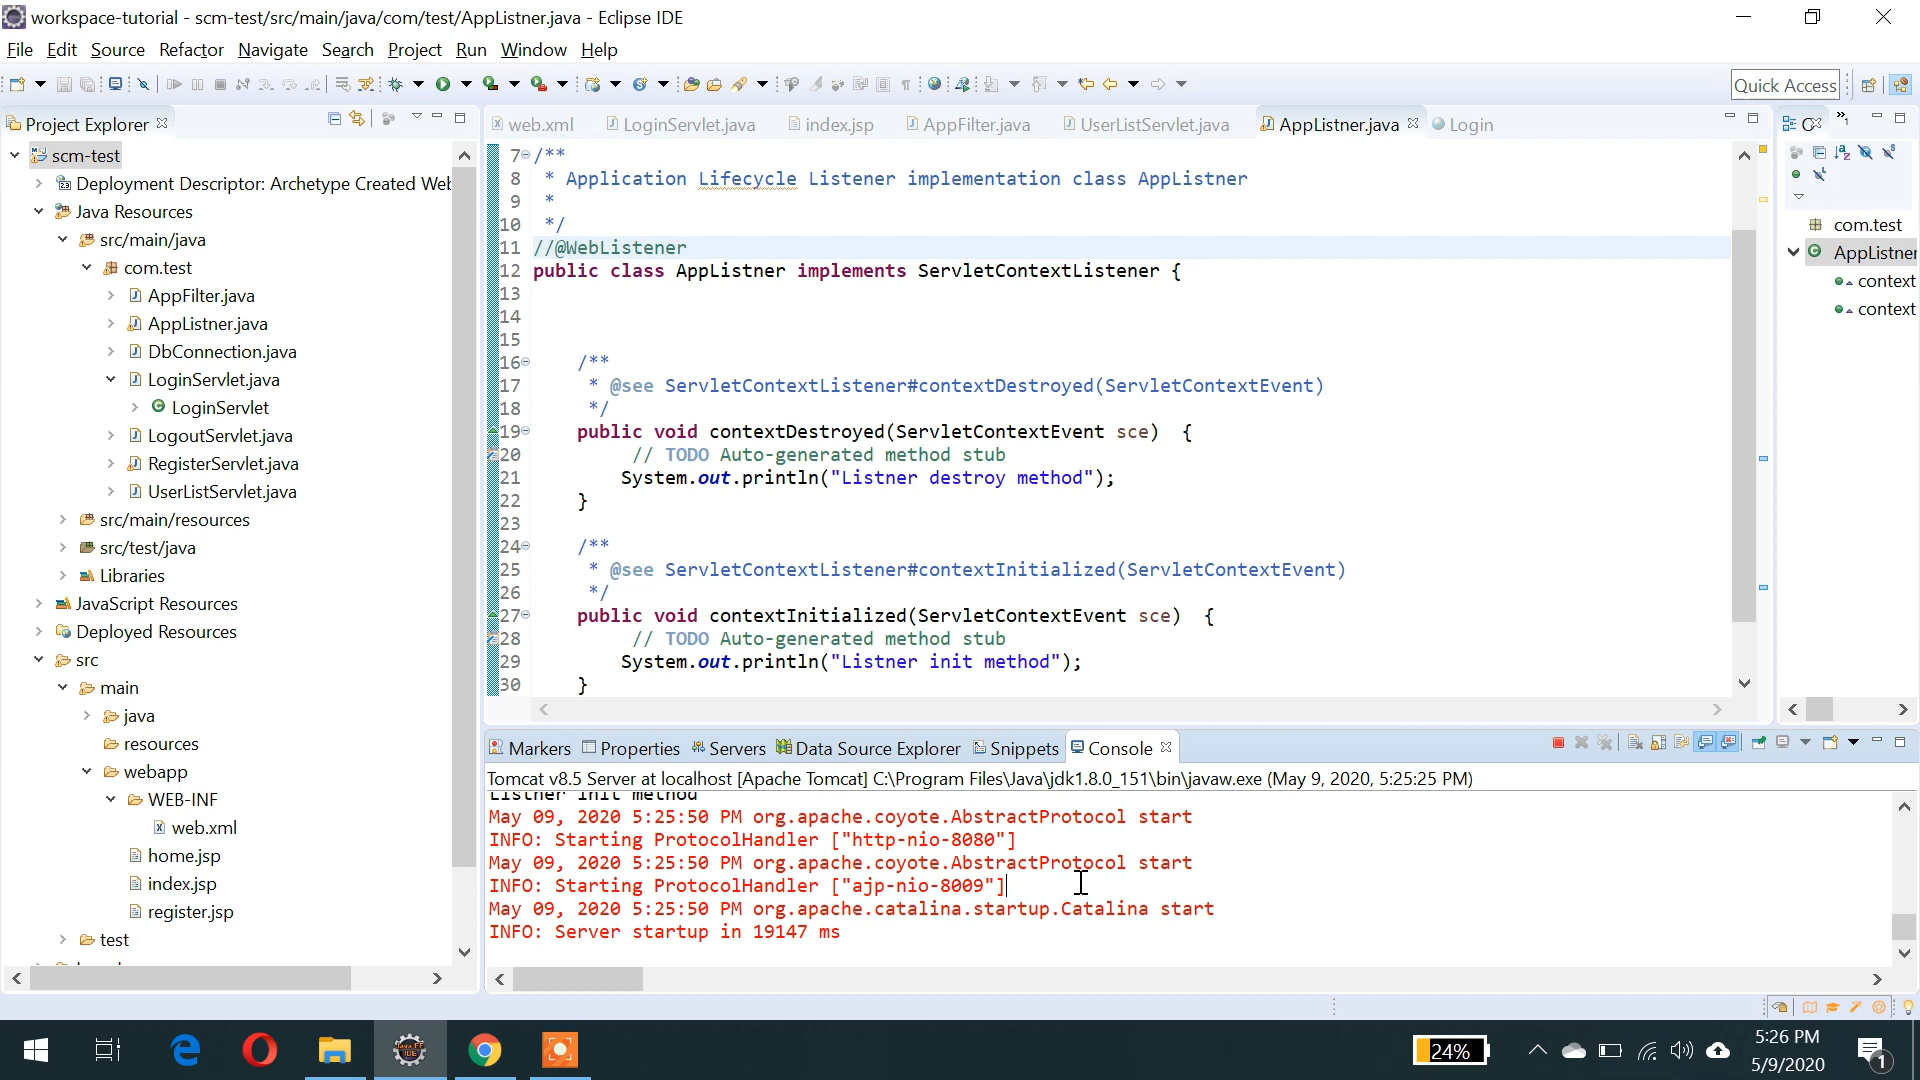 workspace-tutorial - scm-test/src/main/java/com/test/AppListner.java - Eclipse IDE
File Edit Source Refactor Navigate Search Project Run Window Help
Quick Access
Project Explorer
scm-test
Deployment Descriptor: Archetype Created Wel
Java Resources
src/main/java
com.test
AppFilter.java
AppListner.java
DbConnection.java
LoginServlet.java
LoginServlet
LogoutServlet.java
RegisterServlet.java
UserListServlet.java
src/main/resources
src/test/java
Libraries
JavaScript Resources
Deployed Resources
src
main
java
resources
webapp
WEB-INF
web.xml
home.jsp
index.jsp
register.jsp
test
web.xml LoginServlet.java index.jsp AppFilter.java UserListServlet.java AppListner.java Login
7 /**
8 * Application Lifecycle Listener implementation class AppListner
9 *
10 */
11 //@WebListener
12 public class AppListner implements ServletContextListener {
13
14
15
16 /**
17 * @see ServletContextListener#contextDestroyed(ServletContextEvent)
18 */
19 public void contextDestroyed(ServletContextEvent sce) {
20 // TODO Auto-generated method stub
21 System.out.println("Listner destroy method");
22 }
23
24 /**
25 * @see ServletContextListener#contextInitialized(ServletContextEvent)
26 */
27 public void contextInitialized(ServletContextEvent sce) {
28 // TODO Auto-generated method stub
29 System.out.println("Listner init method");
30 }
com.test
AppListner
context
context
Markers Properties Servers Data Source Explorer Snippets Console
Tomcat v8.5 Server at localhost [Apache Tomcat] C:\Program Files\Java\jdk1.8.0_151\bin\javaw.exe (May 9, 2020, 5:25:25 PM)
Listner init method
May 09, 2020 5:25:50 PM org.apache.coyote.AbstractProtocol start
INFO: Starting ProtocolHandler ["http-nio-8080"]
May 09, 2020 5:25:50 PM org.apache.coyote.AbstractProtocol start
INFO: Starting ProtocolHandler ["ajp-nio-8009"]
May 09, 2020 5:25:50 PM org.apache.catalina.startup.Catalina start
INFO: Server startup in 19147 ms
24%
5:26 PM
5/9/2020
1